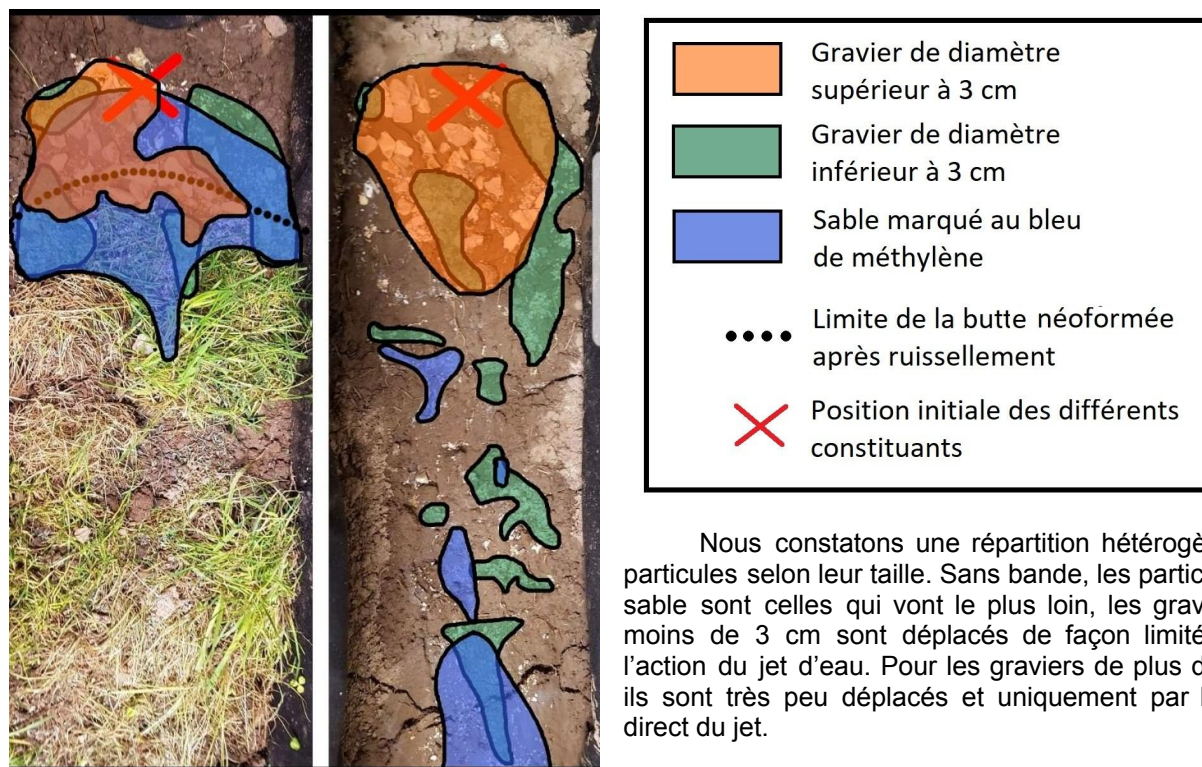 Gravier de diamètre
supérieur à 3 cm
Gravier de diamètre
inférieur à 3 cm
Sable marqué au bleu
de méthylène
Limite de la butte néoformée
après ruissellement
Position initiale des différents
constituants
Nous constatons une répartition
particules selon leur taille. Sans bande, les
sable sont celles qui vont le plus loin, les
moins de 3 cm sont déplacés de façon
l'action du jet d'eau. Pour les graviers de plus
ils sont très peu déplacés et uniquement par
direct du jet.